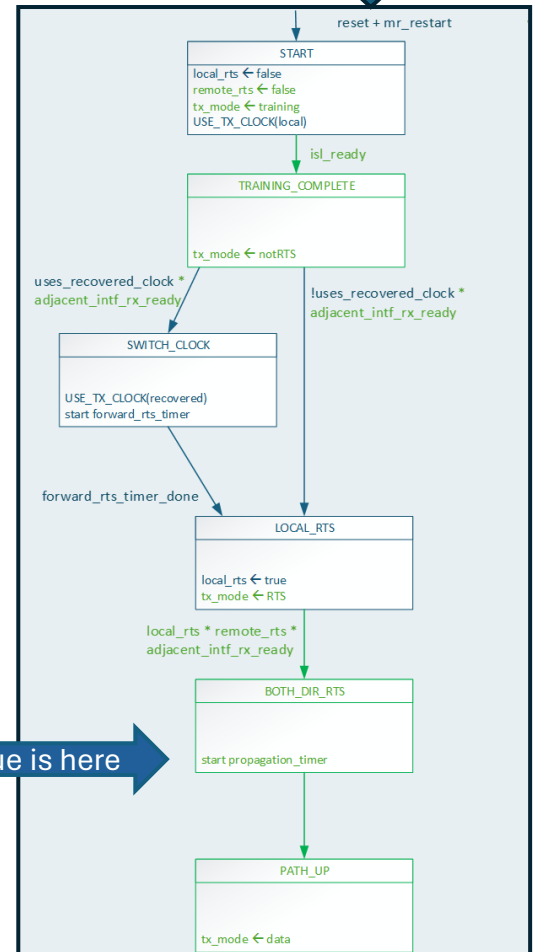 reset + mr_restart
START
local_rts ← false
remote_rts ← false
tx_mode ← training
USE_TX_CLOCK(local)
isl_ready
TRAINING_COMPLETE
tx_mode ← notRTS
uses_recovered_clock *
adjacent_intf_rx_ready
!uses_recovered_clock *
adjacent_intf_rx_ready
SWITCH_CLOCK
USE_TX_CLOCK(recovered)
start forward_rts_timer
forward_rts_timer_done
LOCAL_RTS
local_rts ← true
tx_mode ← RTS
local_rts * remote_rts *
adjacent_intf_rx_ready
BOTH_DIR_RTS
ue is here
start propagation_timer
PATH_UP
tx_mode ← data